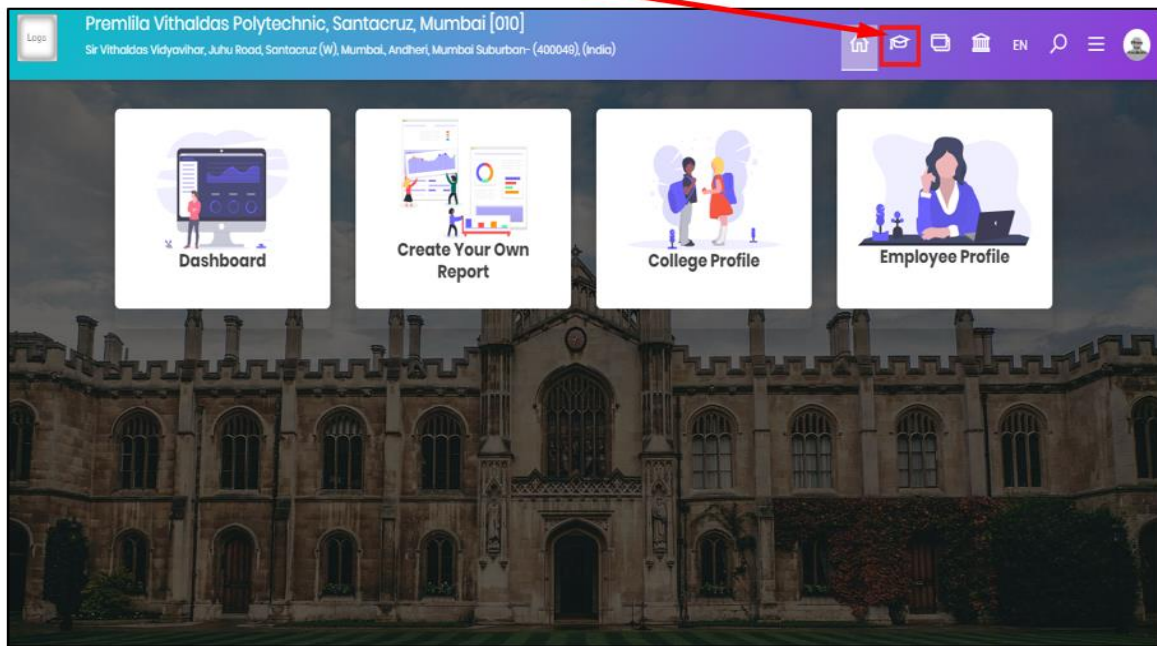 Logo
Premlila Vithaldas Polytechnic, Santacruz, Mumbai [010]
Sir Vithaldas Vidyavihar, Juhu Road, Santacruz (W), Mumbai., Andheri, Mumbai Suburban- (400049), (India)
EN
Dashboard
Create Your Own
Report
College Profile
Employee Profile